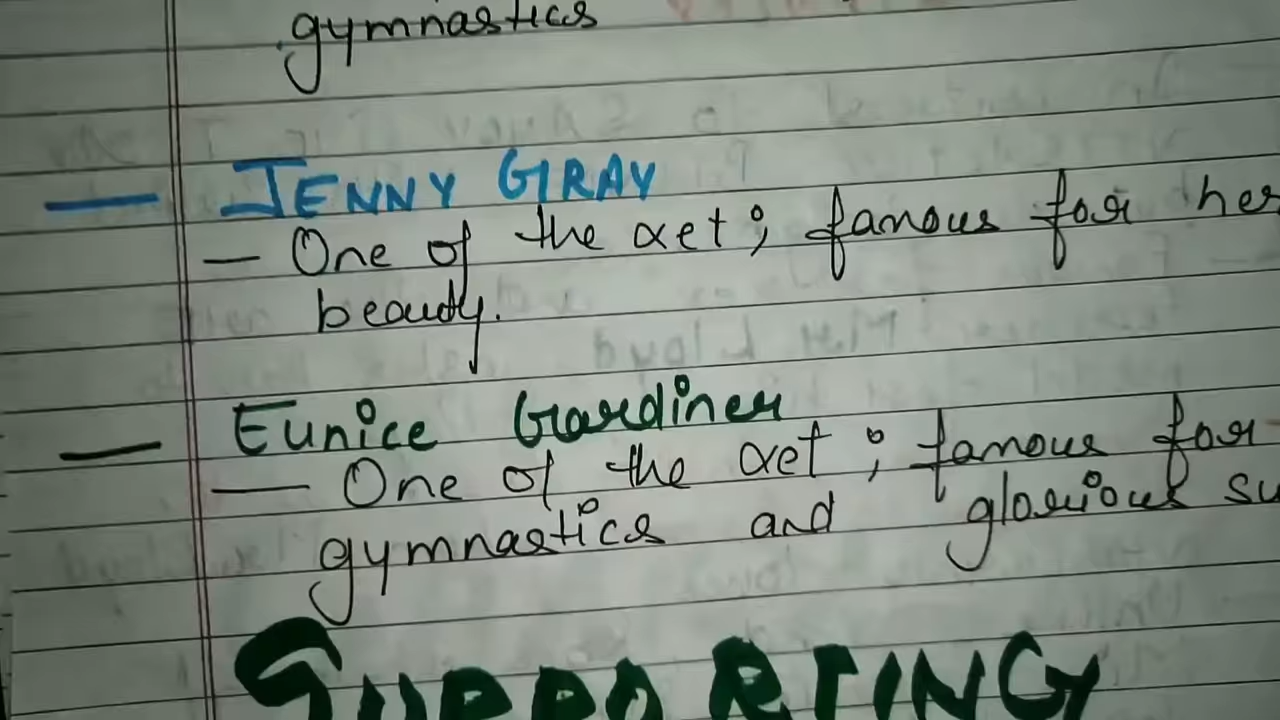 gymnastics
— JENNY GRAY
— One of the set; famous for her
beauty.
— Eunice Gardiner
— One of the set; famous for
gymnastics and glorious
SUPPORTING